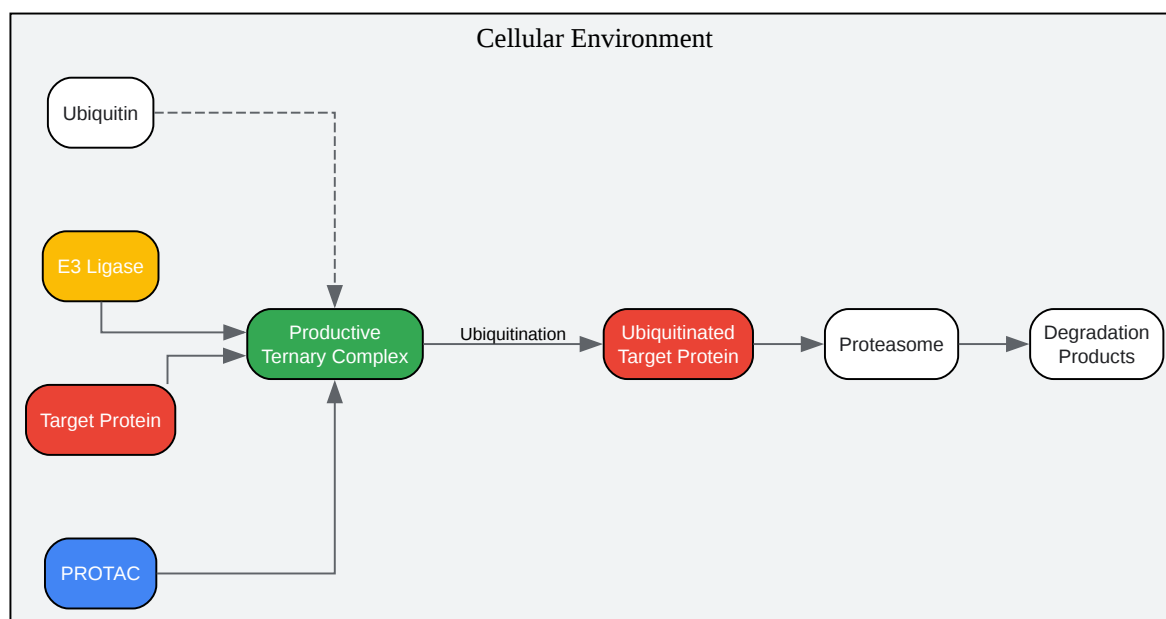 Cellular Environment
Ubiquitin
E3 Ligase
Target Protein
PROTAC
Productive
Ternary Complex
Ubiquitination
Ubiquitinated
Target Protein
Proteasome
Degradation
Products